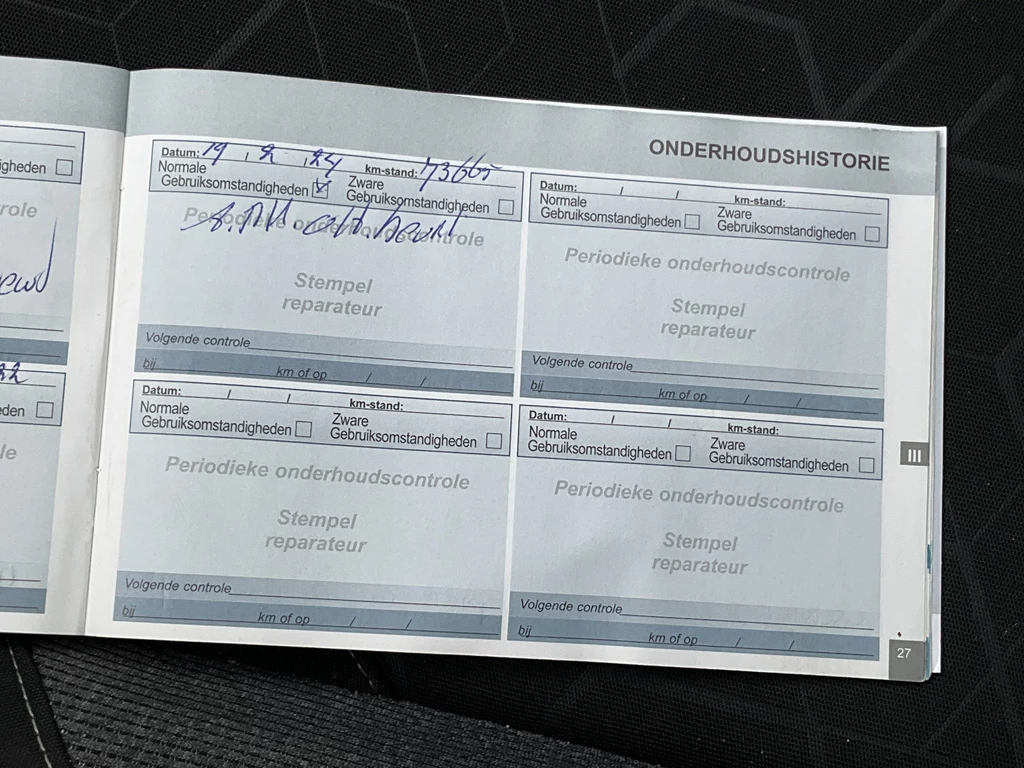 ONDERHOUDSHISTORIE
igheden
role
ewd
22
eden
le
Datum: 19 , 2 , 24 km-stand: 73665
Normale Gebruiksomstandigheden
Zware Gebruiksomstandigheden
Periodieke onderhoudscontrole
Stempel
reparateur
Volgende controle
bij km of op / /
Datum: / / km-stand:
Normale Gebruiksomstandigheden
Zware Gebruiksomstandigheden
Periodieke onderhoudscontrole
Stempel
reparateur
Volgende controle
bij km of op / /
Datum: / / km-stand:
Normale Gebruiksomstandigheden
Zware Gebruiksomstandigheden
Periodieke onderhoudscontrole
Stempel
reparateur
Volgende controle
bij km of op / /
Datum: / / km-stand:
Normale Gebruiksomstandigheden
Zware Gebruiksomstandigheden
Periodieke onderhoudscontrole
Stempel
reparateur
Volgende controle
bij km of op / /
III
27